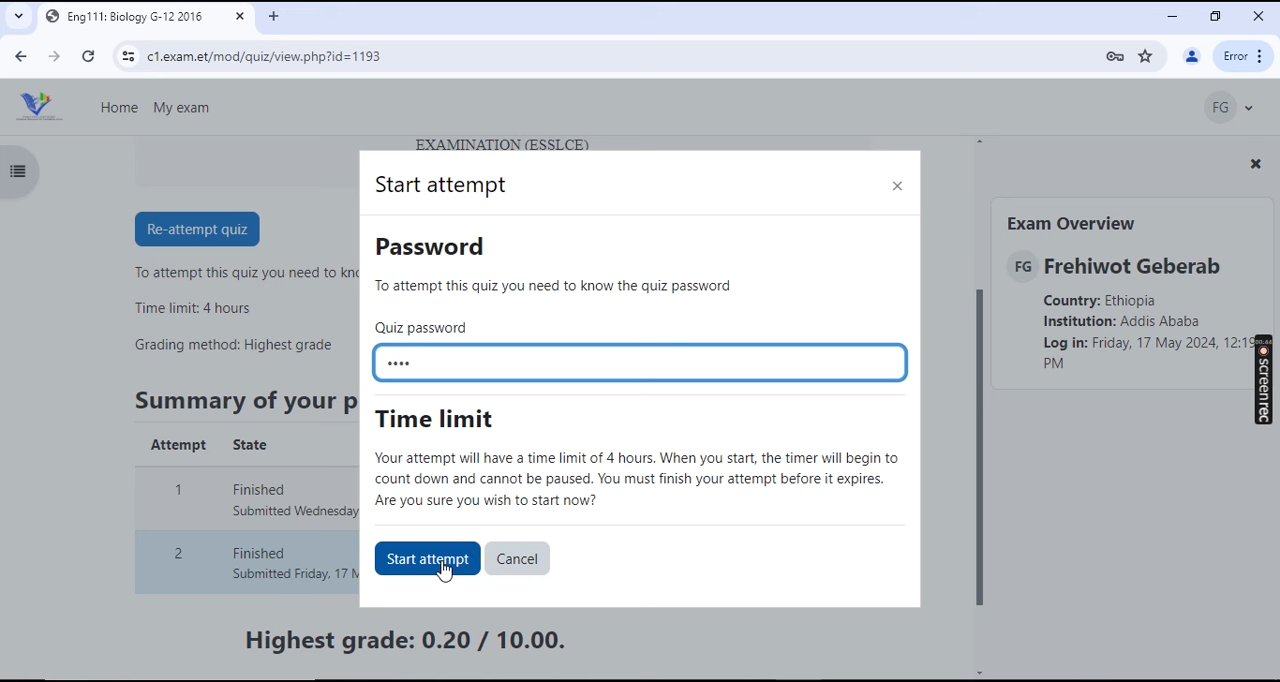 Eng111: Biology G-12 2016
c1.exam.et/mod/quiz/view.php?id=1193
Error
Home
My exam
FG
EXAMINATION (ESSLCE)
Start attempt
Re-attempt quiz
To attempt this quiz you need to kno
Time limit: 4 hours
Grading method: Highest grade
Password
To attempt this quiz you need to know the quiz password
Quiz password
Time limit
Your attempt will have a time limit of 4 hours. When you start, the timer will begin to
count down and cannot be paused. You must finish your attempt before it expires.
Are you sure you wish to start now?
Start attempt
Cancel
Summary of your p
Attempt State
1 Finished
Submitted Wednesday
2 Finished
Submitted Friday, 17 M
Highest grade: 0.20 / 10.00.
Exam Overview
FG Frehiwot Geberab
Country: Ethiopia
Institution: Addis Ababa
Log in: Friday, 17 May 2024, 12:19
PM
screenrec